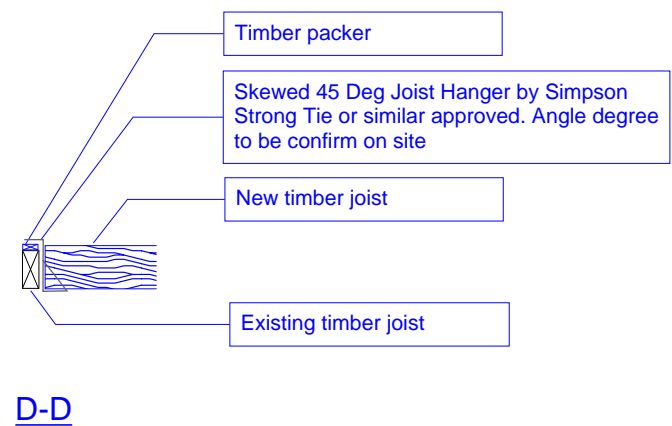 Timber packer
Skewed 45 Deg Joist Hanger by Simpson
Strong Tie or similar approved. Angle degree
to be confirm on site
New timber joist
Existing timber joist
D-D